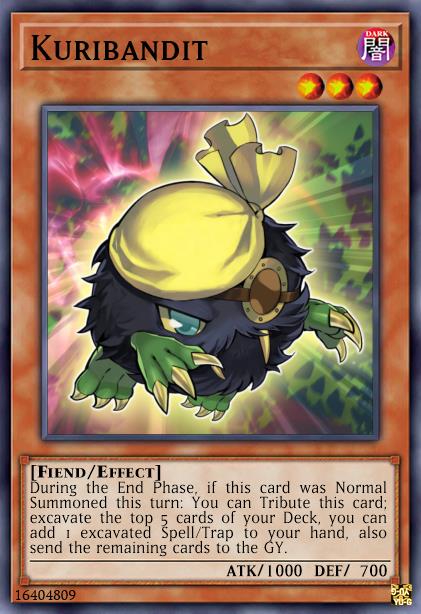 KURIBANDIT
DARK
闇
[FIEND/EFFECT]
During the End Phase, if this card was Normal
Summoned this turn: You can Tribute this card;
excavate the top 5 cards of your Deck, you can
add 1 excavated Spell/Trap to your hand, also
send the remaining cards to the GY.
ATK/1000 DEF/ 700
16404809